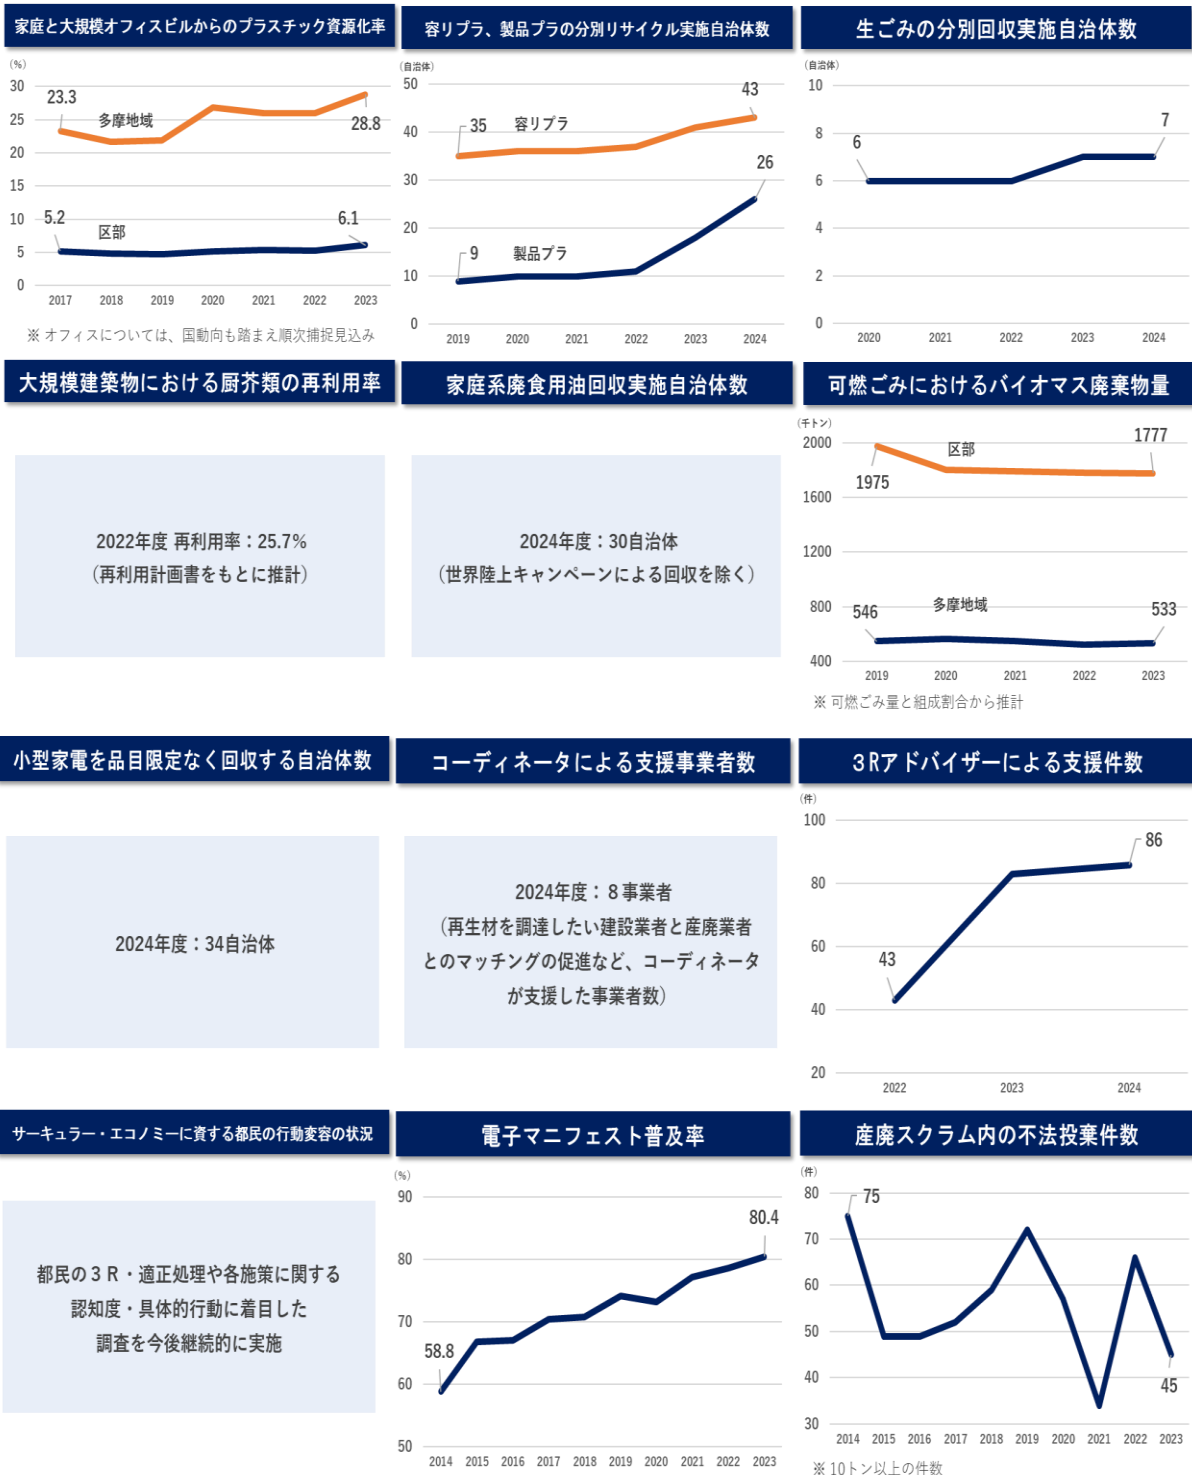 家庭と大規模オフィスビルからのプラスチック資源化率
(%)
30
25
20
15
10
5
0
23.3
多摩地域
28.8
5.2
区部
6.1
2017 2018 2019 2020 2021 2022 2023
※ オフィスについては、国動向も踏まえ順次捕捉見込み
容リプラ、製品プラの分別リサイクル実施自治体数
(自治体)
50
40
30
20
10
0
35
容リプラ
43
26
9
製品プラ
2019 2020 2021 2022 2023 2024
生ごみの分別回収実施自治体数
(自治体)
10
8
6
4
2
0
6
7
2020 2021 2022 2023 2024
大規模建築物における厨芥類の再利用率
2022年度 再利用率：25.7%
（再利用計画書をもとに推計）
家庭系廃食用油回収実施自治体数
2024年度：30自治体
（世界陸上キャンペーンによる回収を除く）
可燃ごみにおけるバイオマス廃棄物量
(千トン)
2000
1600
1200
800
400
区部
1777
1975
546
多摩地域
533
2019 2020 2021 2022 2023
※ 可燃ごみ量と組成割合から推計
小型家電を品目限定なく回収する自治体数
2024年度：34自治体
コーディネータによる支援事業者数
2024年度：８事業者
（再生材を調達したい建設業者と産廃業者
とのマッチングの促進など、コーディネータ
が支援した事業者数）
３Rアドバイザーによる支援件数
(件)
100
80
60
40
20
43
86
2022 2023 2024
サーキュラー・エコノミーに資する都民の行動変容の状況
都民の３Ｒ・適正処理や各施策に関する
認知度・具体的行動に着目した
調査を今後継続的に実施
電子マニフェスト普及率
(%)
90
80
70
60
50
58.8
80.4
2014 2015 2016 2017 2018 2019 2020 2021 2022 2023
産廃スクラム内の不法投棄件数
(件)
80
70
60
50
40
30
75
45
2014 2015 2016 2017 2018 2019 2020 2021 2022 2023
※ 10トン以上の件数